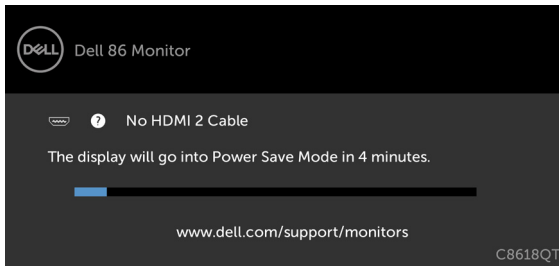 DELL Dell 86 Monitor
? No HDMI 2 Cable
The display will go into Power Save Mode in 4 minutes.
www.dell.com/support/monitors
C8618QT